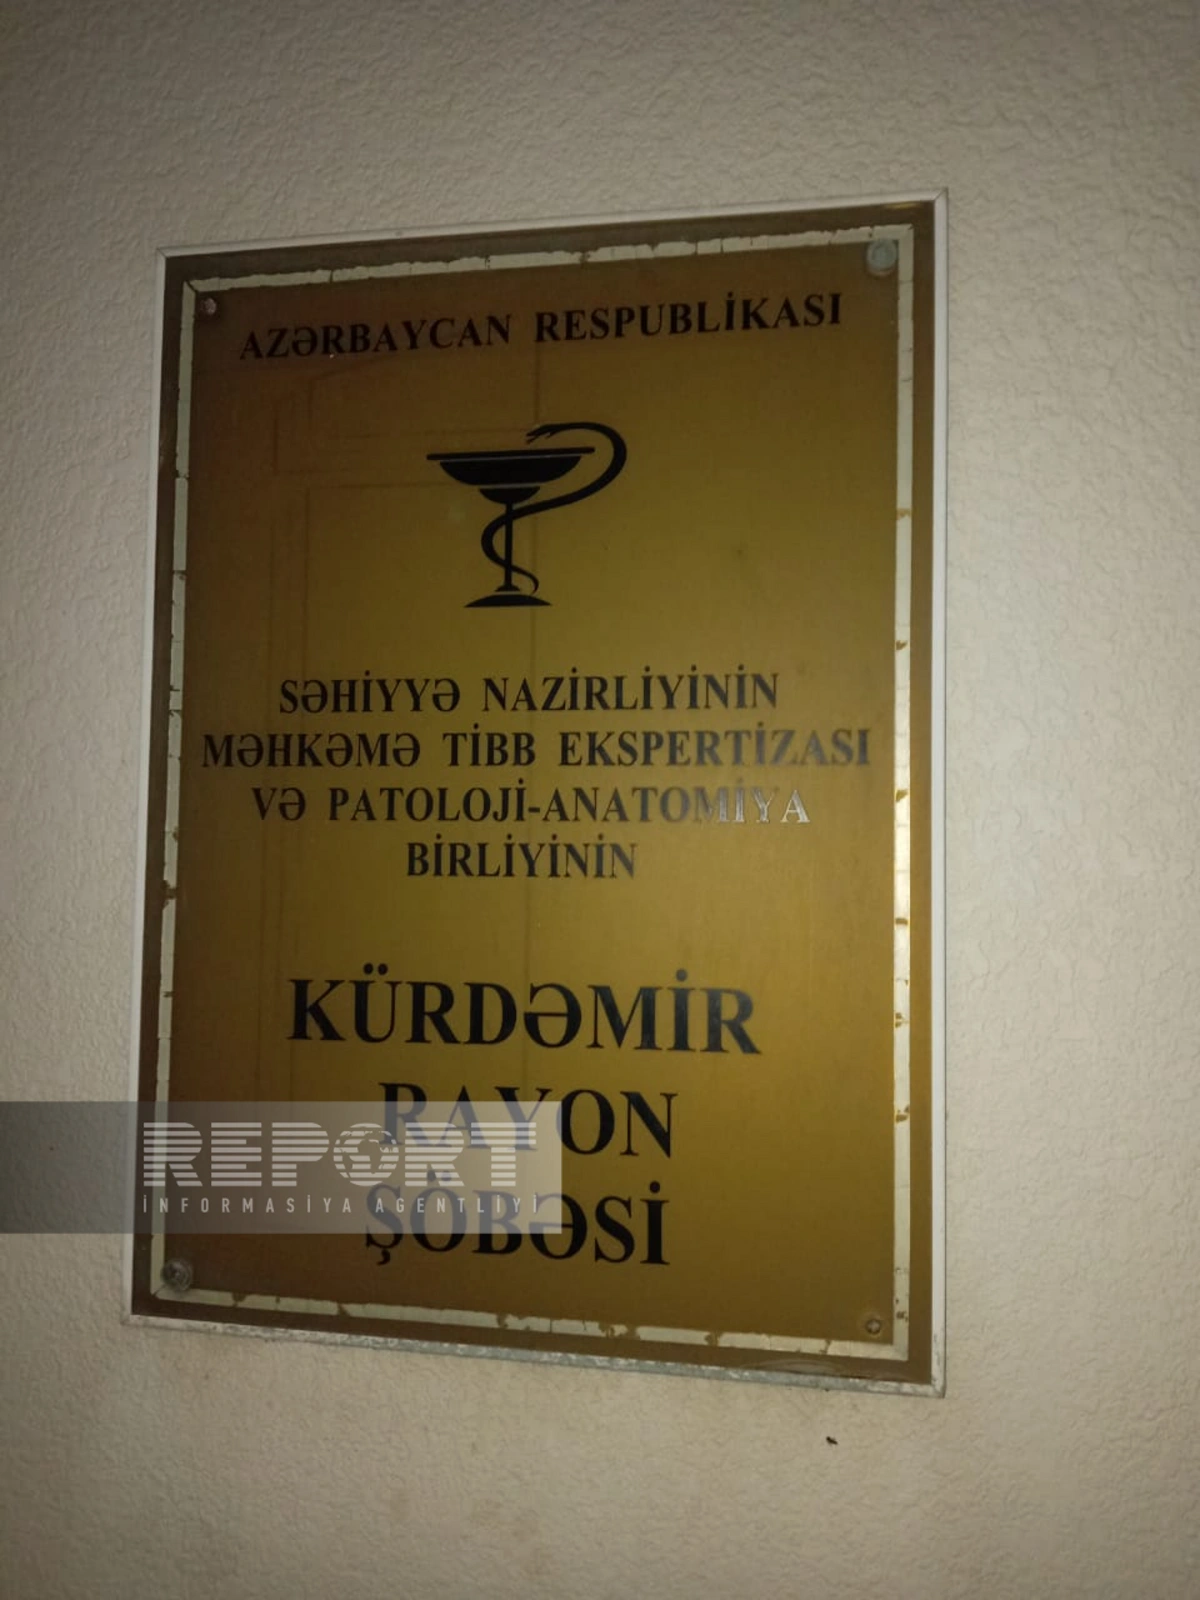 AZƏRBAYCAN RESPUBLİKASI
SƏHİYYƏ NAZİRLİYİNİN
MƏHKƏMƏ TİBB EKSPERTİZASI
VƏ PATOLOJİ-ANATOMİYA
BİRLİYİNİN
KÜRDƏMİR
RAYON
ŞÖBƏSİ
REPORT
İNFORMASİYA AGENTLİYİ